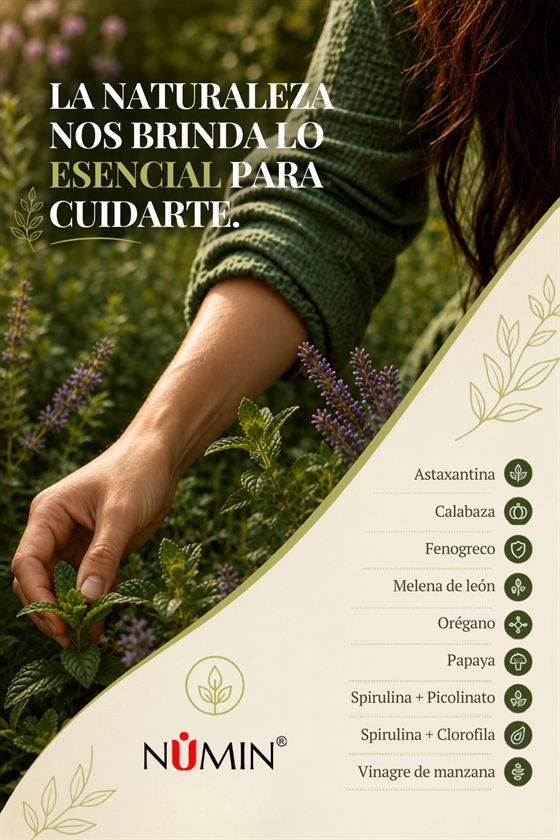 LA NATURALEZA
NOS BRINDA LO
ESENCIAL PARA
CUIDARTE.
Astaxantina
Calabaza
Fenogreco
Melena de león
Orégano
Papaya
Spirulina + Picolinato
Spirulina + Clorofila
Vinagre de manzana
NUMIN®